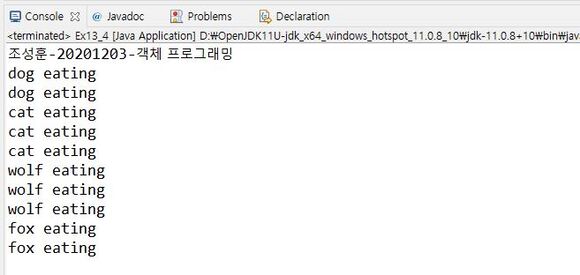 Console @ Javadoc Problems Declaration
<terminated> Ex13_4 [Java Application] D:₩OpenJDK11U-jdk_x64_windows_hotspot_11.0.8_10₩jdk-11.0.8+10₩bin₩jav
조성훈-20201203-객체 프로그래밍
dog eating
dog eating
cat eating
cat eating
cat eating
wolf eating
wolf eating
wolf eating
fox eating
fox eating